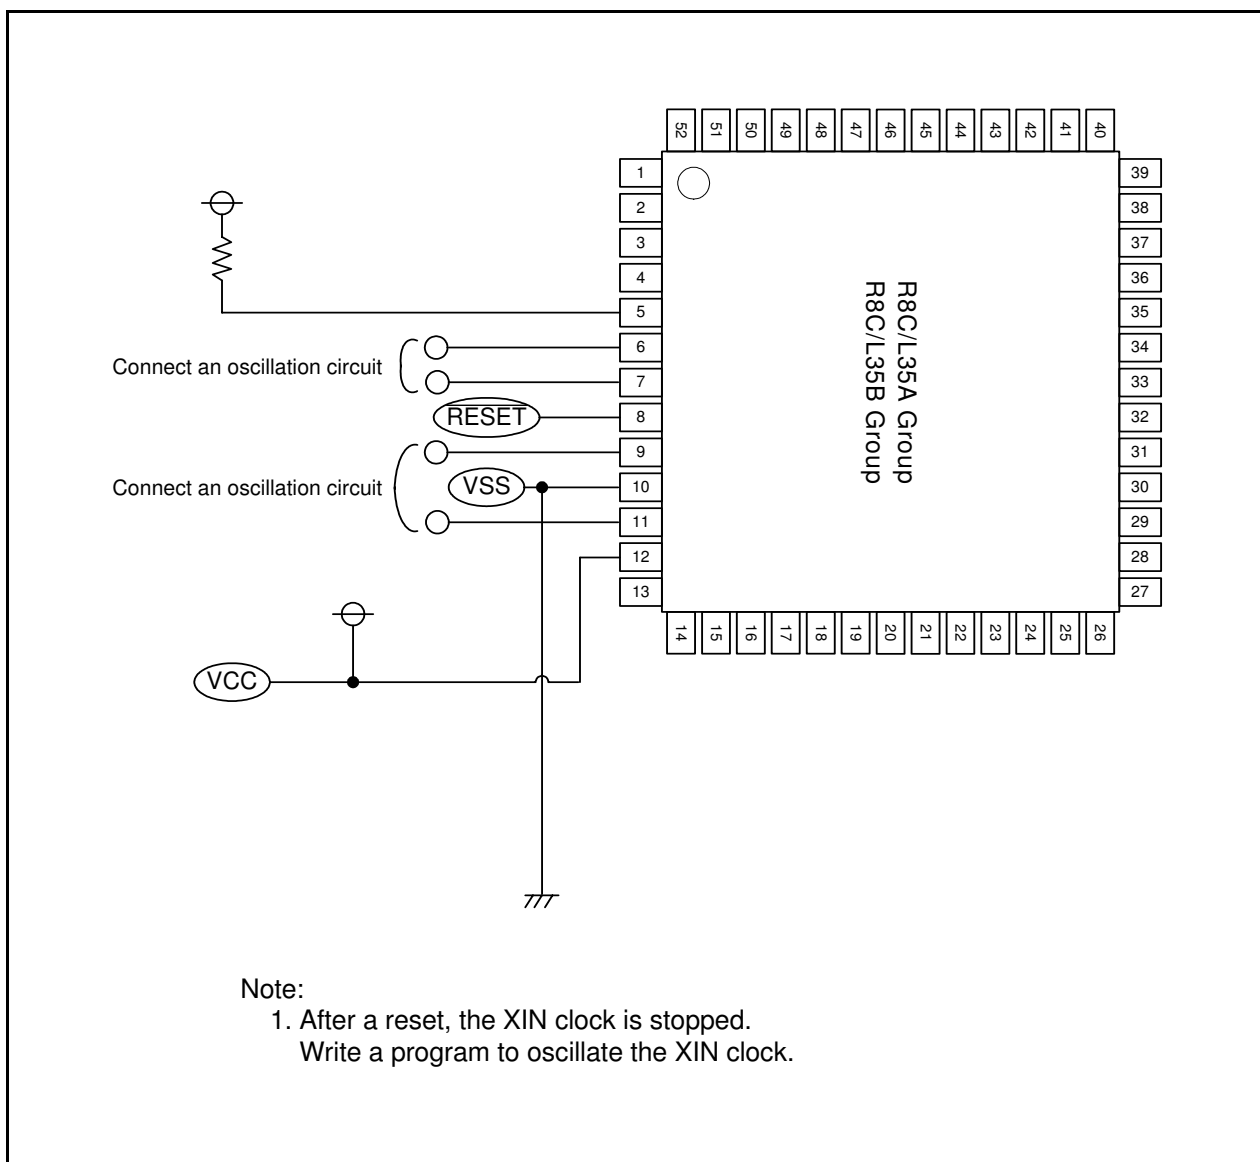 52 51 50 49 48 47 46 45 44 43 42 41 40
1
2
3
4
5
6
7
8
9
10
11
12
13
39
38
37
36
35
34
33
32
31
30
29
28
27
14 15 16 17 18 19 20 21 22 23 24 25 26
R8C/L35A Group
R8C/L35B Group
Connect an oscillation circuit
RESET
Connect an oscillation circuit
VSS
VCC
Note:
1. After a reset, the XIN clock is stopped.
Write a program to oscillate the XIN clock.